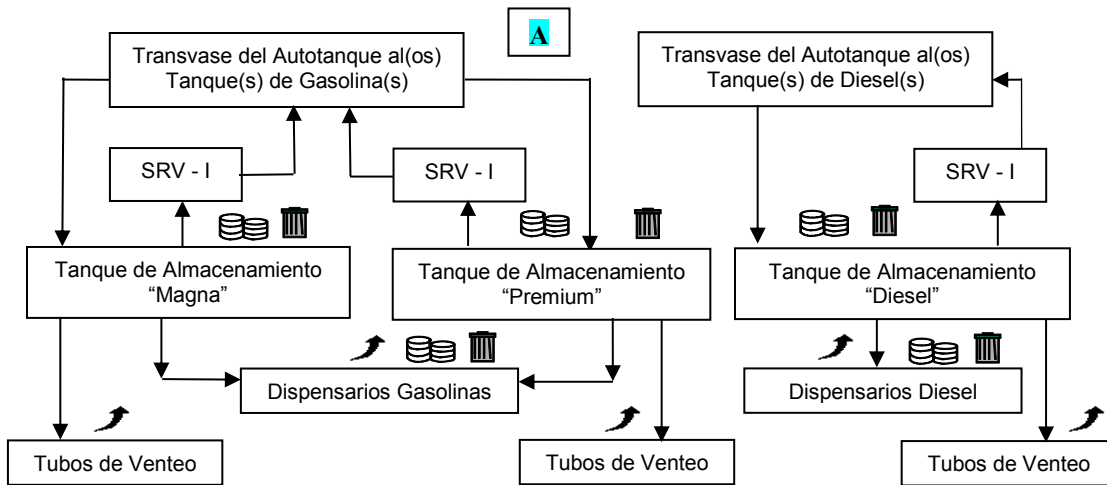 A
Transvase del Autotanque al(os)
Tanque(s) de Gasolina(s)
Transvase del Autotanque al(os)
Tanque(s) de Diesel(s)
SRV - I
SRV - I
SRV - I
Tanque de Almacenamiento
“Magna”
Tanque de Almacenamiento
“Premium”
Tanque de Almacenamiento
“Diesel”
Dispensarios Gasolinas
Dispensarios Diesel
Tubos de Venteo
Tubos de Venteo
Tubos de Venteo